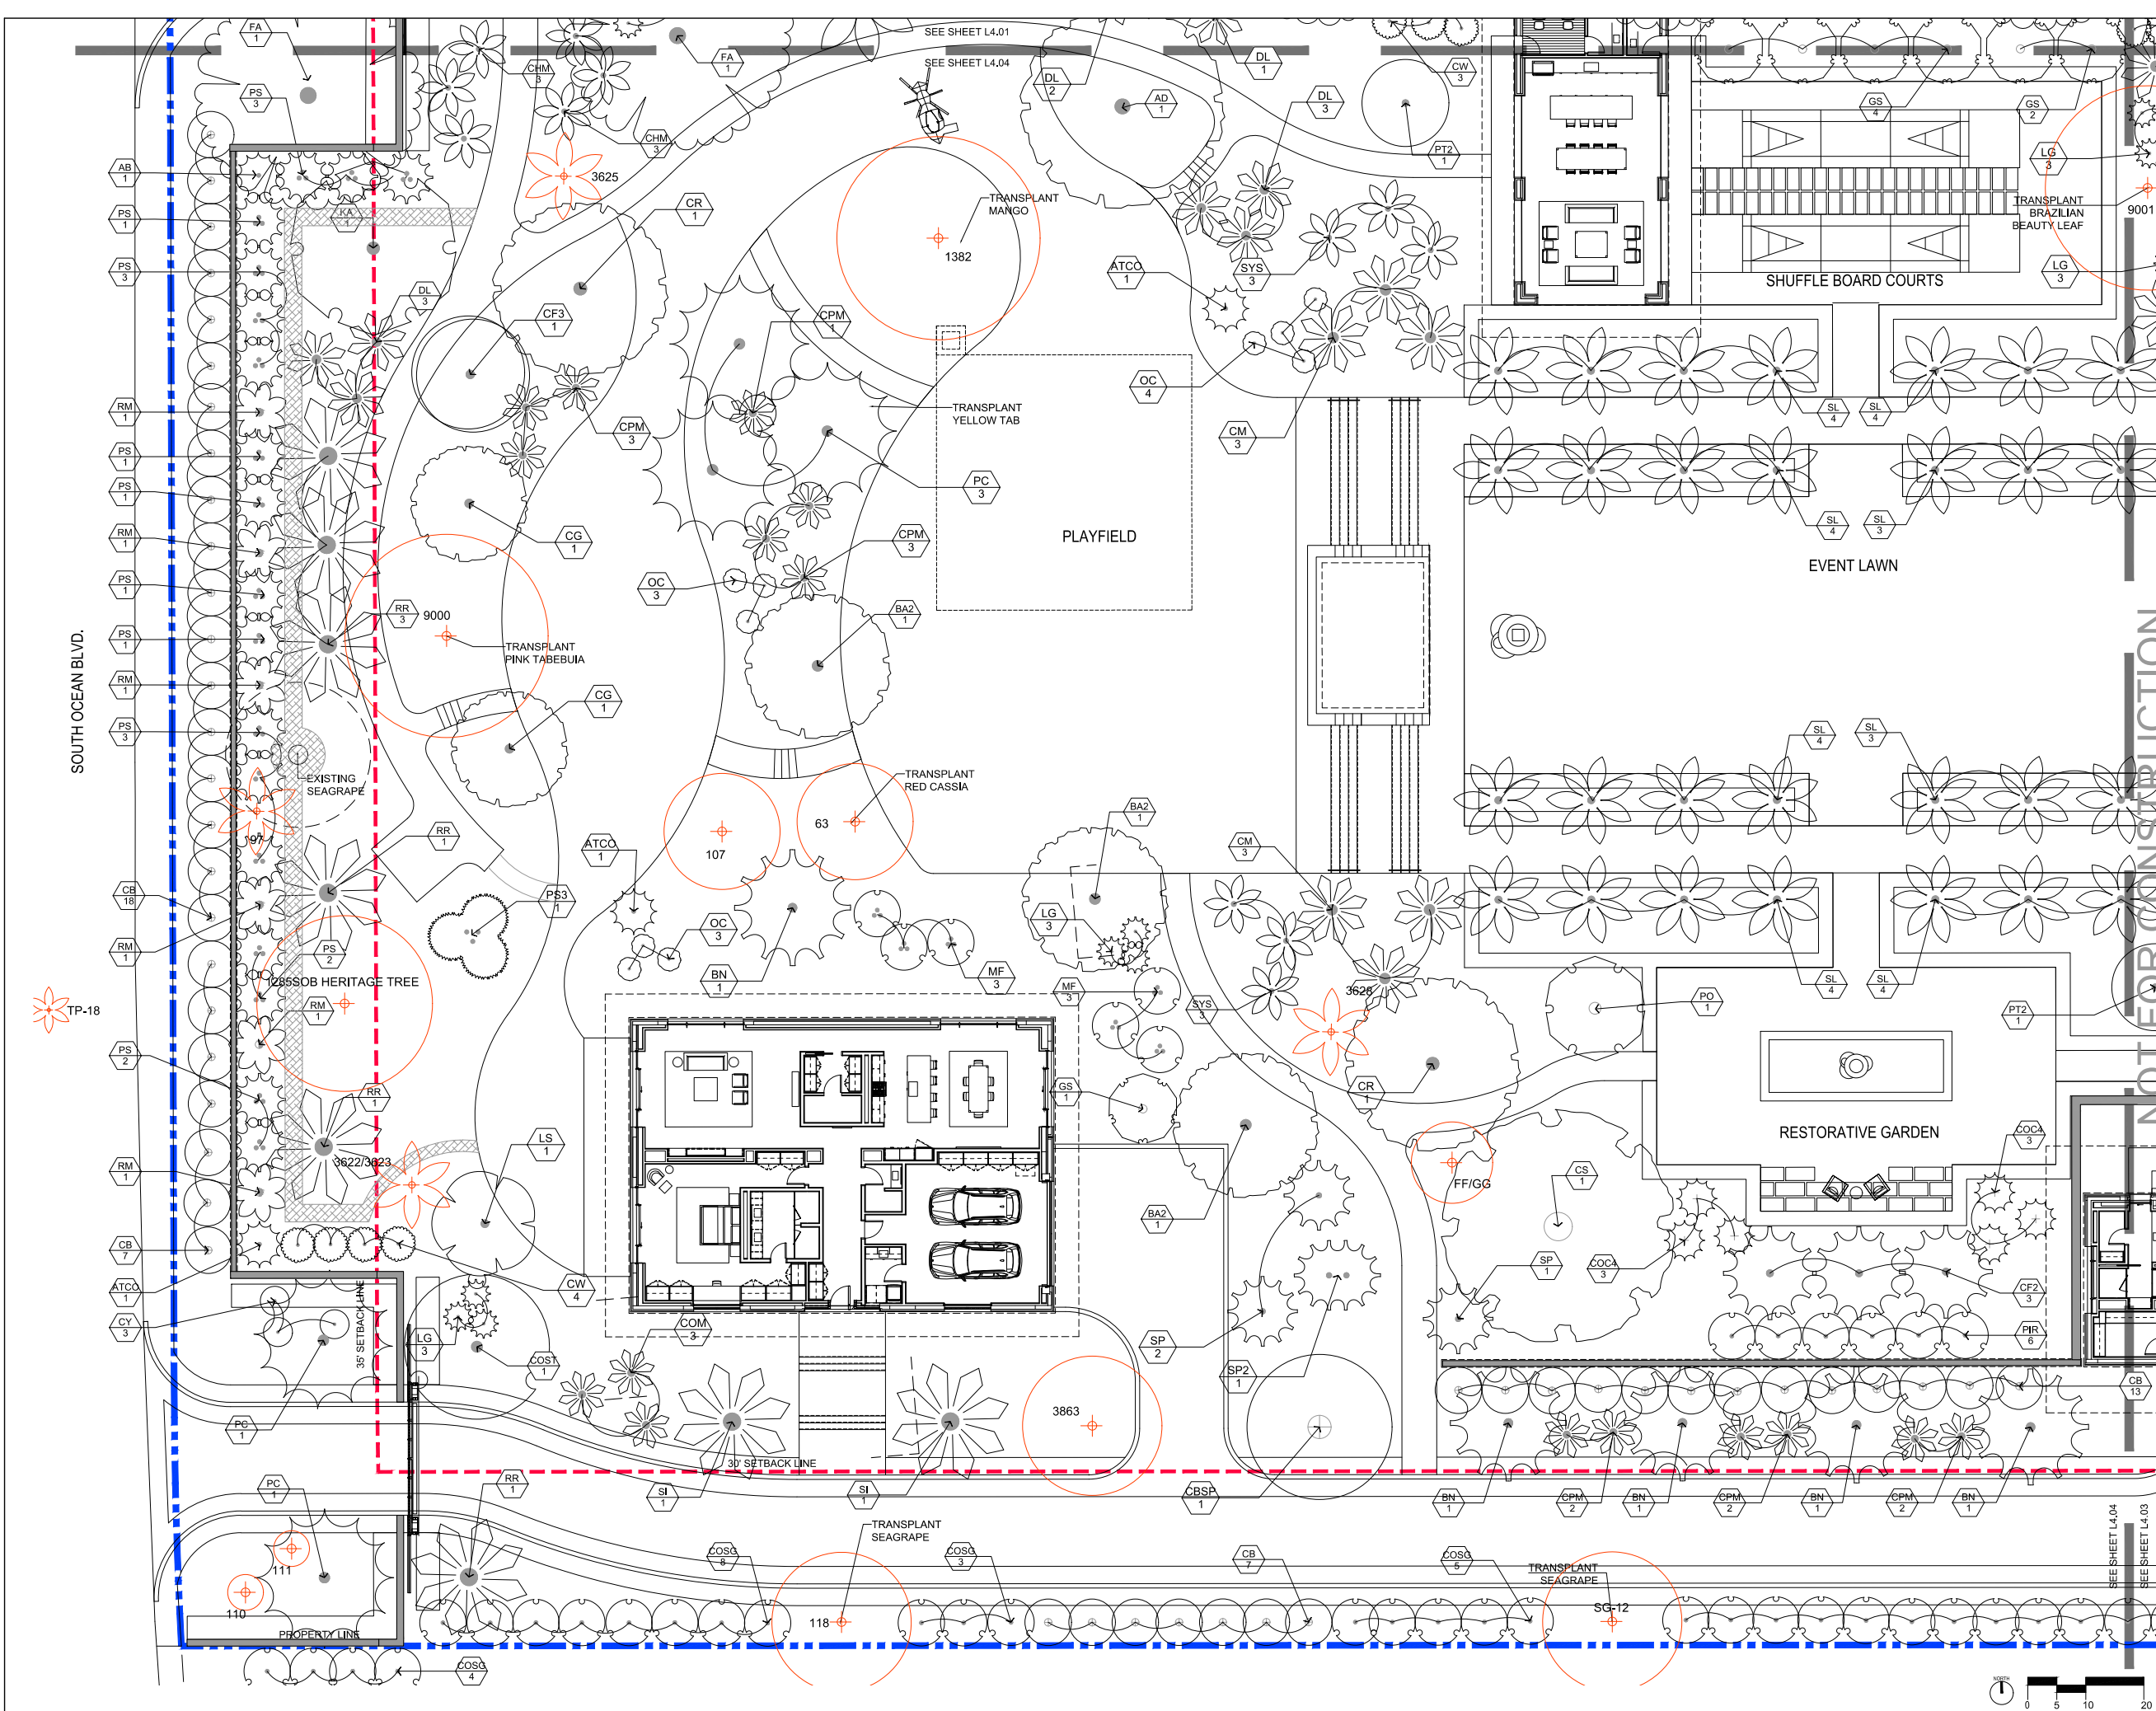 SEE SHEET L4.01
SEE SHEET L4.04
FA
1
PS
3
CHM
3
CHM
3
FA
1
DL
2
AD
1
DL
1
DL
3
CW
3
PT2
1
GS
4
GS
2
LG
3
TRANSPLANT
BRAZILIAN
BEAUTY LEAF
9001
LG
3
SHUFFLE BOARD COURTS
AB
1
PS
1
KA
1
PS
3
3625
CR
1
TRANSPLANT
MANGO
1382
ATCO
1
SYS
3
DL
3
CF3
1
CPM
1
OC
4
CM
3
CPM
3
TRANSPLANT
YELLOW TAB
PC
3
SL
4
SL
4
SL
4
SL
3
RM
1
PS
1
PS
1
RM
1
PS
1
PS
1
RM
1
PS
3
CG
1
CPM
3
OC
3
BA2
1
PLAYFIELD
EVENT LAWN
RR
3
9000
TRANSPLANT
PINK TABEBUIA
CG
1
SOUTH OCEAN BLVD.
EXISTING
SEAGRAPE
97
RR
1
ATCO
1
107
63
TRANSPLANT
RED CASSIA
BA2
1
CM
3
SL
4
SL
3
CB
18
RM
1
PS3
1
PS
2
OC
3
BN
1
MF
3
LG
3
MF
3
SYS
3
3628
SL
4
SL
4
PO
1
PT2
1
1285SOB HERITAGE TREE
RM
1
TP-18
PS
2
RR
1
GS
1
CR
1
RESTORATIVE GARDEN
COC4
3
LS
1
3622/3623
RM
1
CB
7
ATCO
1
CY
3
BA2
1
FF/GG
CS
1
SP
1
COC4
3
CF2
3
PIR
6
CW
4
COM
3
LG
3
COST
1
35' SETBACK LINE
SP
2
SP2
1
CB
13
PC
1
3863
30' SETBACK LINE
PC
1
RR
1
SI
1
SI
1
CBSP
1
BN
1
CPM
2
BN
1
CPM
2
BN
1
CPM
2
BN
1
TRANSPLANT
SEAGRAPE
COSG
8
COSG
3
CB
7
COSG
5
TRANSPLANT
SEAGRAPE
111
110
118
SG-12
PROPERTY LINE
COSG
4
SEE SHEET L4.04
SEE SHEET L4.03
NOT FOR CONSTRUCTION
NORTH
0 5 10 20